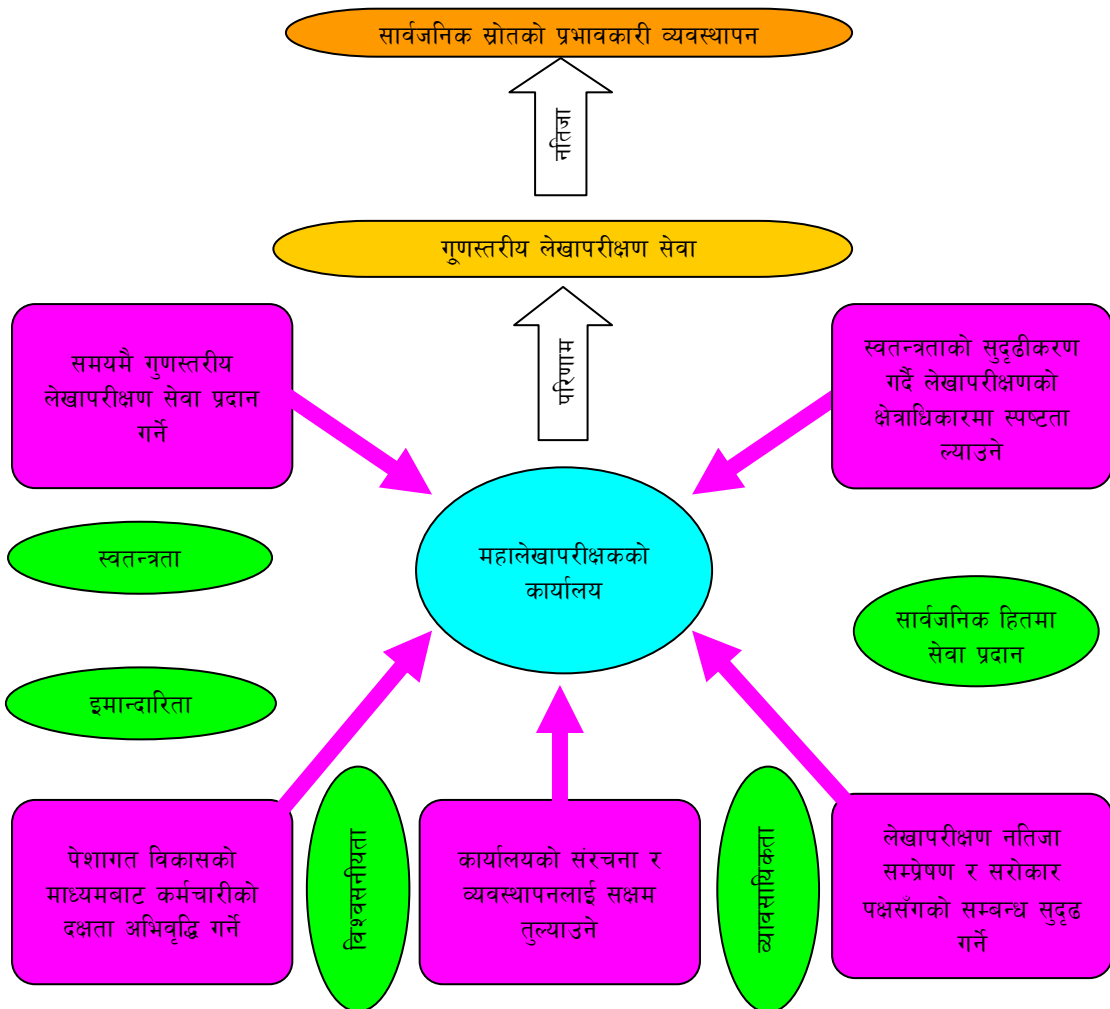 सार्वजनिक स्रोतको प्रभावकारी व्यवस्थापन
नतिजा
गूणस्तरीय लेखापरीक्षण सेवा
परिणाम
समयमै गुणस्तरीय
लेखापरीक्षण सेवा प्रदान
गर्ने
स्वतन्त्रताको सुदृढीकरण
गर्दै लेखापरीक्षणको
क्षेत्राधिकारमा स्पष्टता
ल्याउने
महालेखापरीक्षकको
कार्यालय
स्वतन्त्रता
सार्वजनिक हितमा
सेवा प्रदान
इमान्दारिता
पेशागत विकासको
माध्यमबाट कर्मचारीको
दक्षता अभिवृद्धि गर्ने
विश्वसनीयता
कार्यालयको संरचना र
व्यवस्थापनलाई सक्षम
तुल्याउने
व्यावसायिकता
लेखापरीक्षण नतिजा
सम्प्रेषण र सरोकार
पक्षसँगको सम्बन्ध सुदृढ
गर्ने